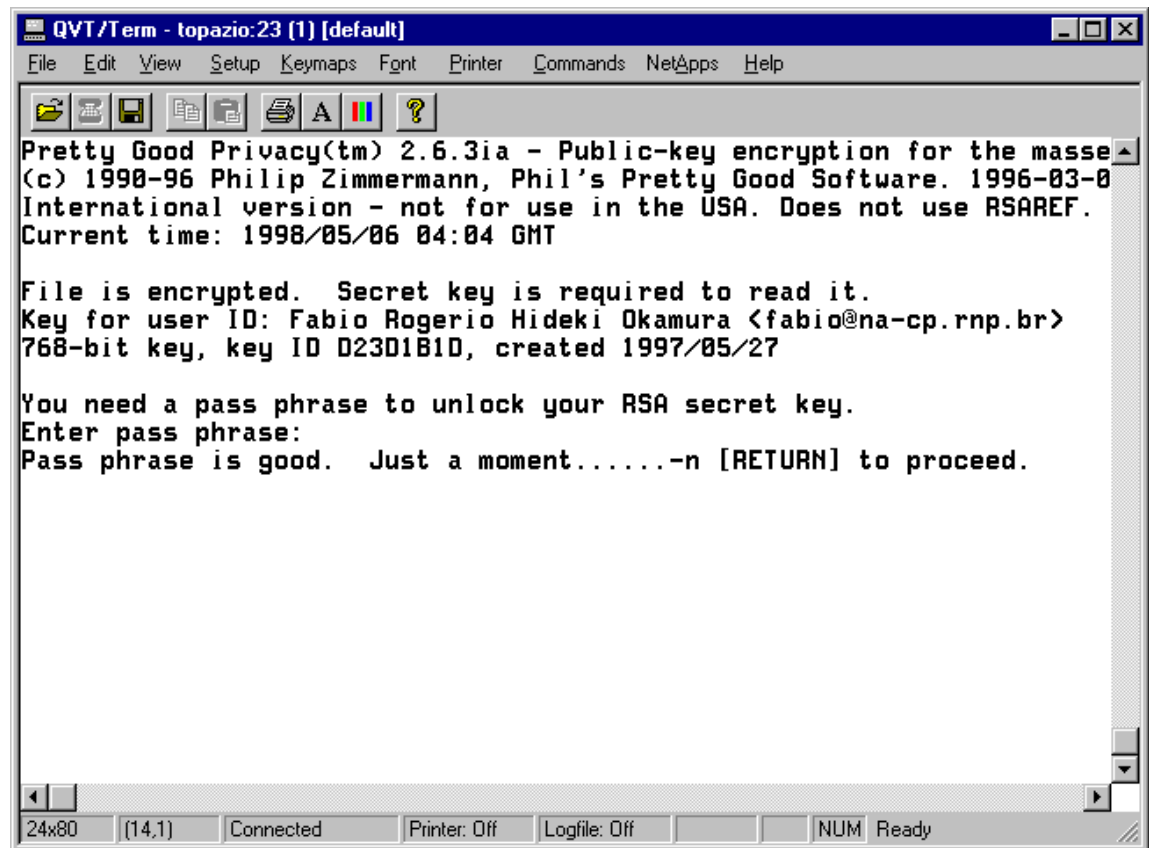 QVT/Term - topazio:23 (1) [default]
File Edit View Setup Keymaps Font Printer Commands NetApps Help
A ?
Pretty Good Privacy(tm) 2.6.3ia - Public-key encryption for the masse
(c) 1990-96 Philip Zimmermann, Phil's Pretty Good Software. 1996-03-0
International version - not for use in the USA. Does not use RSAREF.
Current time: 1998/05/06 04:04 GMT
File is encrypted.  Secret key is required to read it.
Key for user ID: Fabio Rogerio Hideki Okamura <fabio@na-cp.rnp.br>
768-bit key, key ID D23D1B1D, created 1997/05/27
You need a pass phrase to unlock your RSA secret key.
Enter pass phrase:
Pass phrase is good.  Just a moment......-n [RETURN] to proceed.
24x80 (14,1) Connected Printer: Off Logfile: Off NUM Ready